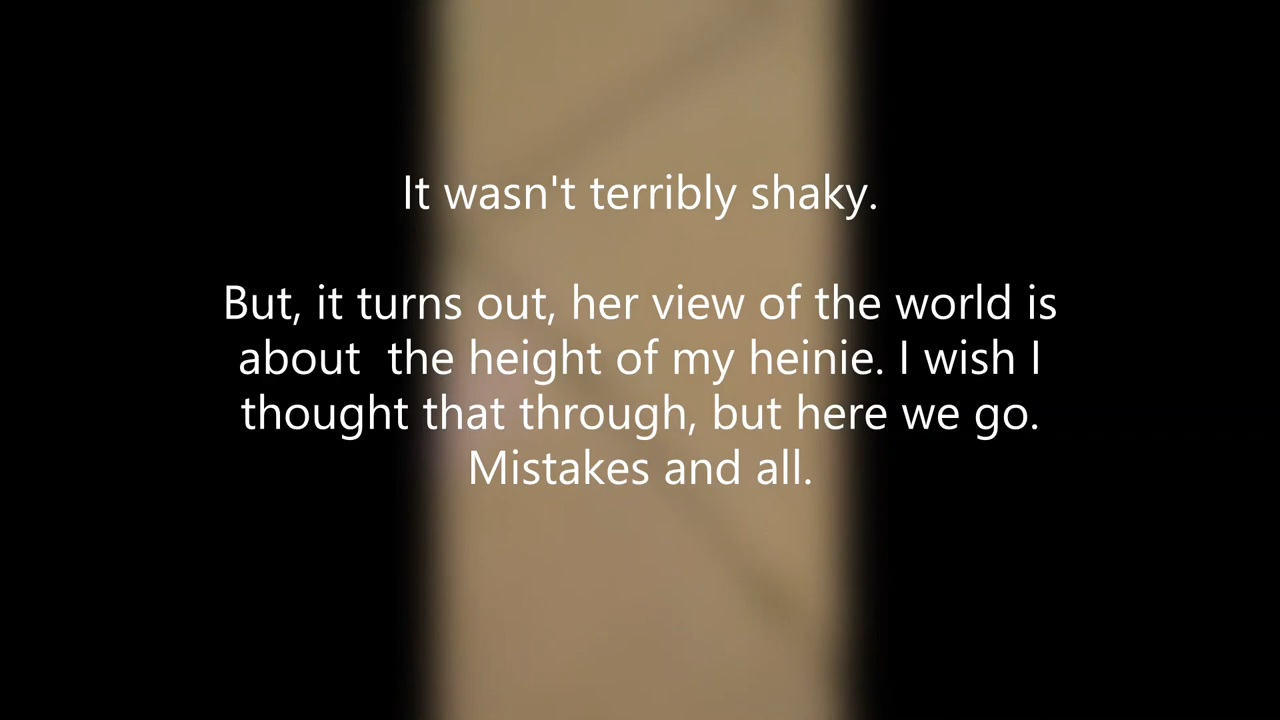 It wasn't terribly shaky.
But, it turns out, her view of the world is
about  the height of my heinie. I wish I
thought that through, but here we go.
Mistakes and all.